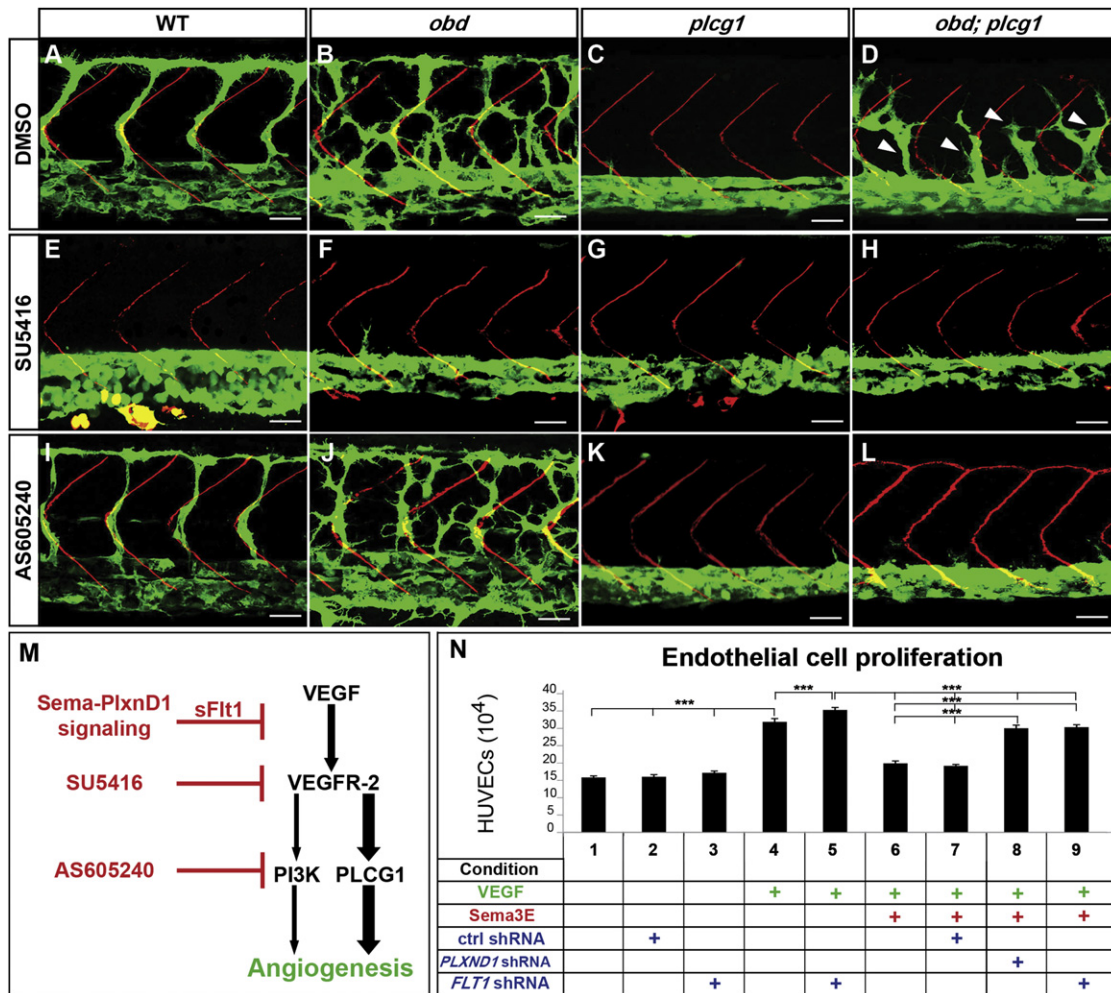 WT obd plcg1 obd; plcg1
DMSO
A B C D
SU5416
E F G H
AS605240
I J K L
M
Sema-PlxnD1
signaling
sFlt1
VEGF
SU5416
VEGFR-2
AS605240
PI3K PLCG1
Angiogenesis
N
Endothelial cell proliferation
HUVECs (10⁴)
40
35
30
25
20
15
10
5
0
*** *** ***
***
***
1 2 3 4 5 6 7 8 9
Condition
VEGF + + + + + +
Sema3E + + + +
ctrl shRNA + +
PLXND1 shRNA +
FLT1 shRNA + + +